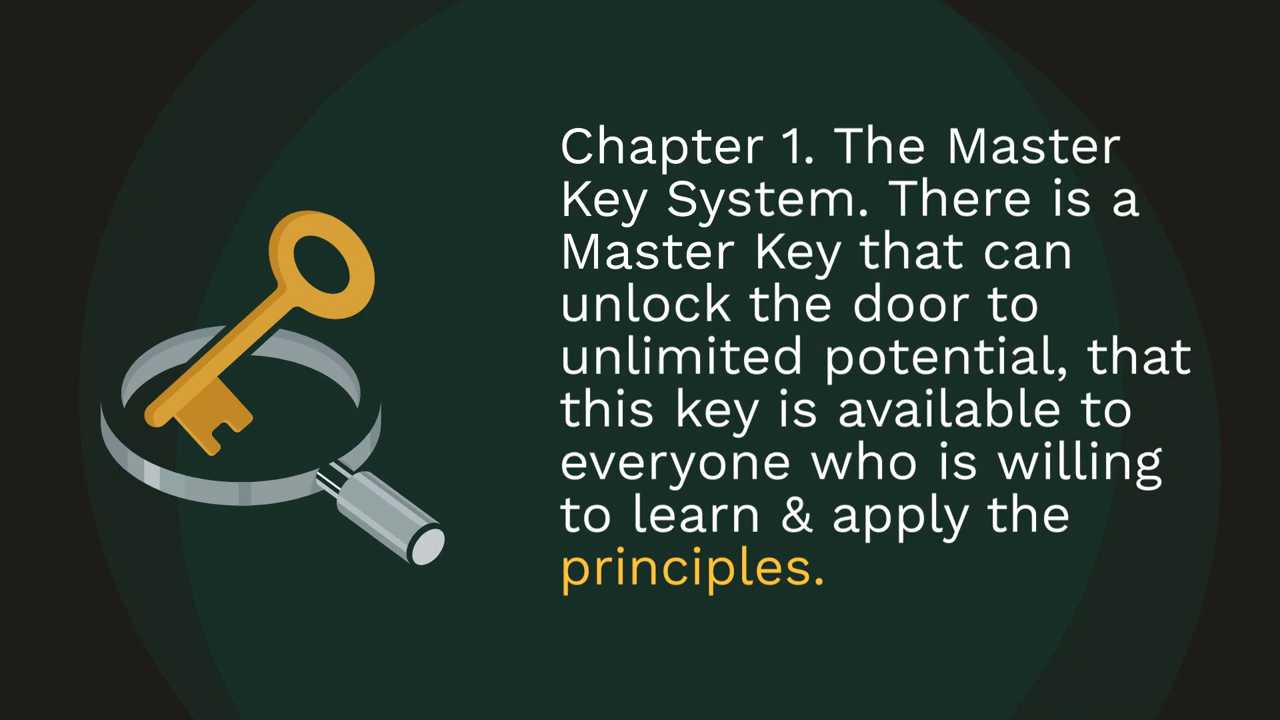 Chapter 1. The Master
Key System. There is a
Master Key that can
unlock the door to
unlimited potential, that
this key is available to
everyone who is willing
to learn & apply the
principles.